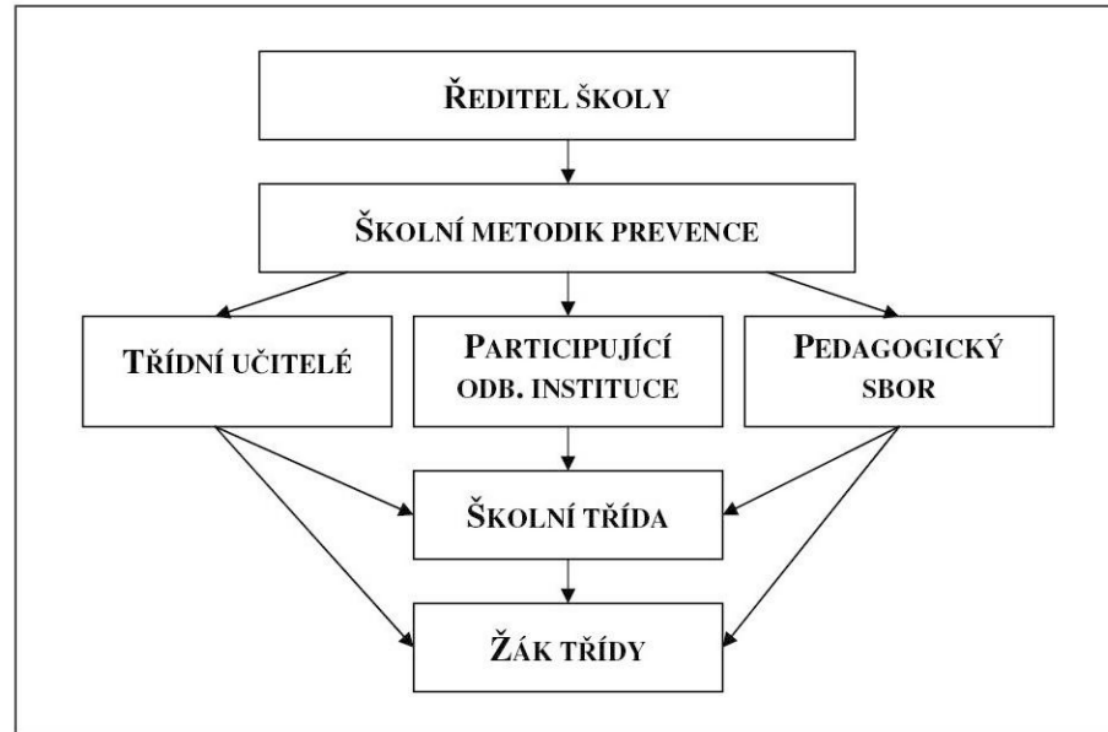 ŘEDITEL ŠKOLY
ŠKOLNÍ METODIK PREVENCE
TŘÍDNÍ UČITELÉ
PARTICIPUJÍCÍ
ODB. INSTITUCE
PEDAGOGICKÝ
SBOR
ŠKOLNÍ TŘÍDA
ŽÁK TŘÍDY